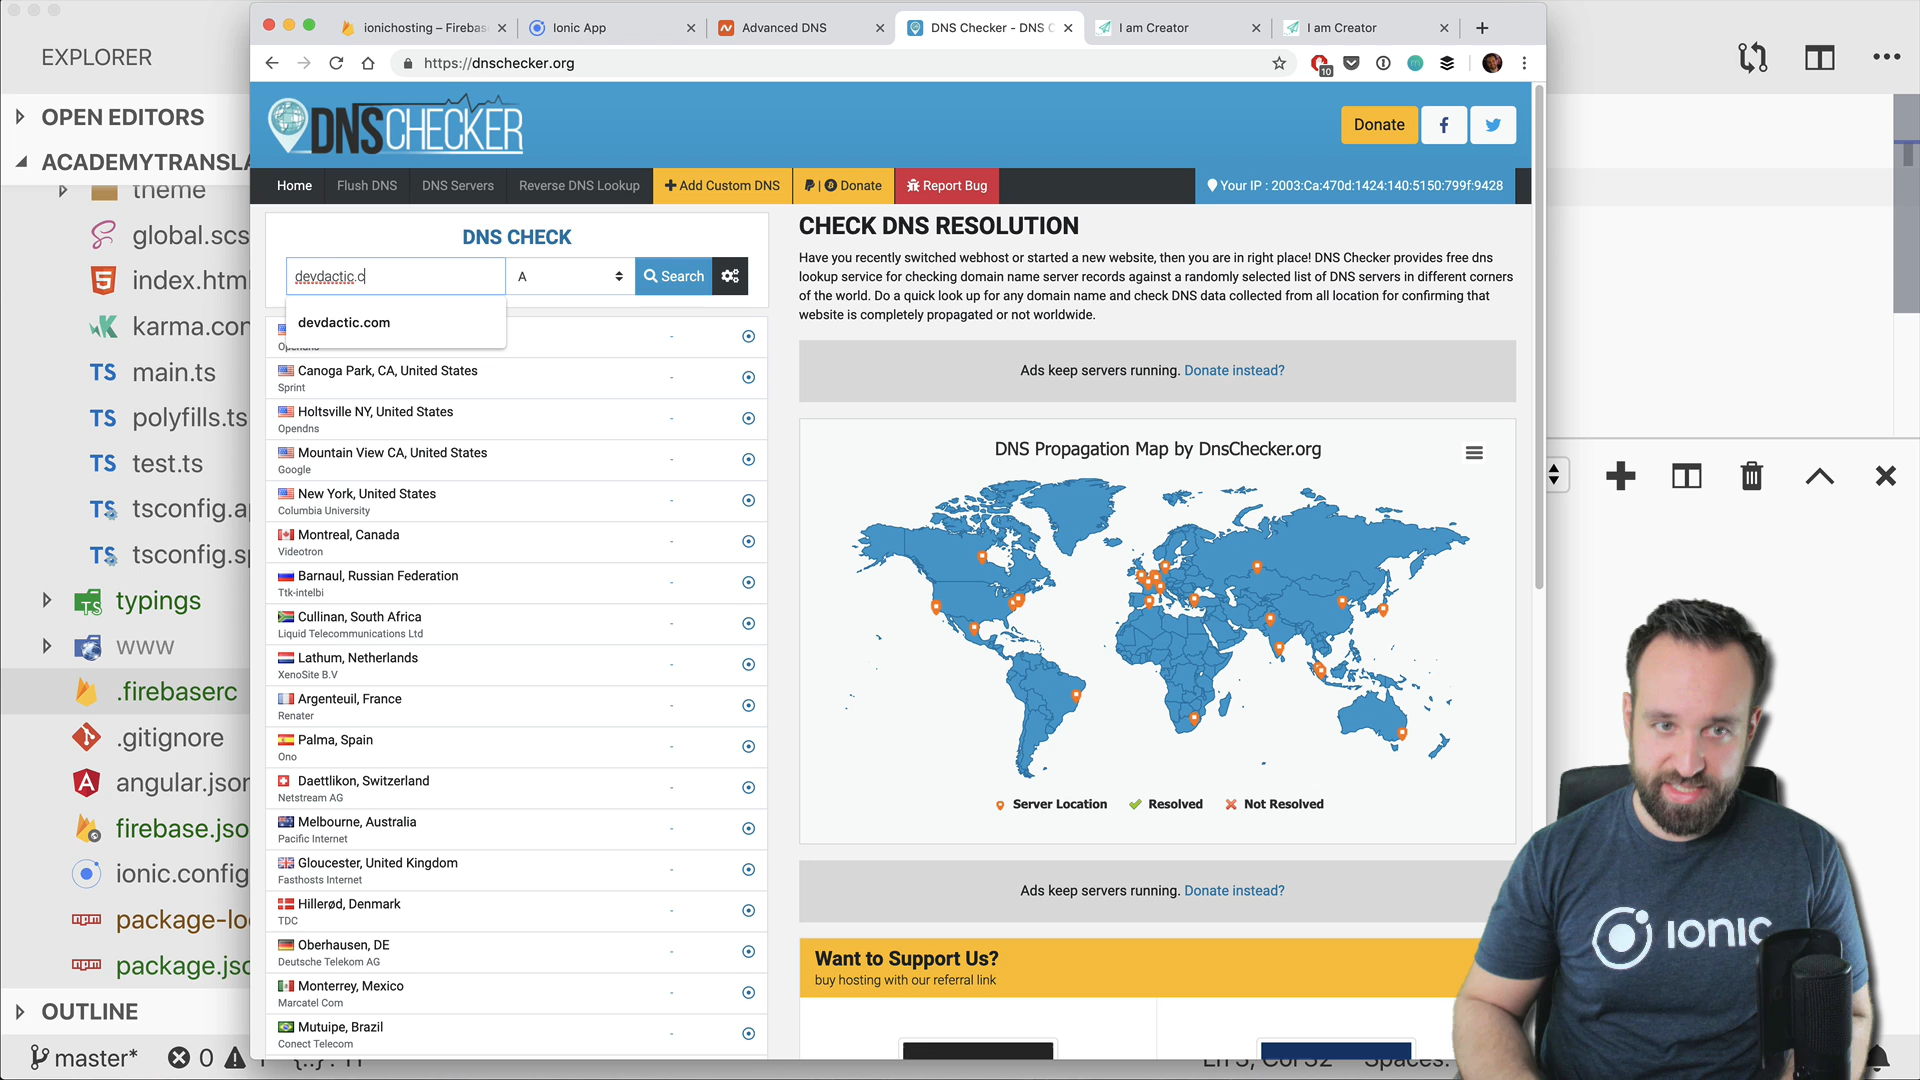 EXPLORER
OPEN EDITORS
ACADEMYTRANSLA
theme
global.scs
index.html
karma.con
main.ts
polyfills.ts
test.ts
tsconfig.a
tsconfig.sp
typings
www
.firebaserc
.gitignore
angular.json
firebase.jso
ionic.config
package-lo
package.jso
OUTLINE
master*
0
ionichosting – Firebas
Ionic App
Advanced DNS
DNS Checker - DNS C
I am Creator
I am Creator
https://dnschecker.org
10
DNSCHECKER
Donate
Home
Flush DNS
DNS Servers
Reverse DNS Lookup
Add Custom DNS
| Donate
Report Bug
Your IP : 2003:Ca:470d:1424:140:5150:799f:9428
DNS CHECK
devdactic.c
A
Search
devdactic.com
Opendns
-
Canoga Park, CA, United States
Sprint
-
Holtsville NY, United States
Opendns
-
Mountain View CA, United States
Google
-
New York, United States
Columbia University
-
Montreal, Canada
Videotron
-
Barnaul, Russian Federation
Ttk-intelbi
-
Cullinan, South Africa
Liquid Telecommunications Ltd
-
Lathum, Netherlands
XenoSite B.V
-
Argenteuil, France
Renater
-
Palma, Spain
Ono
-
Daettlikon, Switzerland
Netstream AG
-
Melbourne, Australia
Pacific Internet
-
Gloucester, United Kingdom
Fasthosts Internet
-
Hillerød, Denmark
TDC
-
Oberhausen, DE
Deutsche Telekom AG
-
Monterrey, Mexico
Marcatel Com
-
Mutuipe, Brazil
Conect Telecom
-
CHECK DNS RESOLUTION
Have you recently switched webhost or started a new website, then you are in right place! DNS Checker provides free dns
lookup service for checking domain name server records against a randomly selected list of DNS servers in different corners
of the world. Do a quick look up for any domain name and check DNS data collected from all location for confirming that
website is completely propagated or not worldwide.
Ads keep servers running. Donate instead?
DNS Propagation Map by DnsChecker.org
Server Location
Resolved
Not Resolved
Ads keep servers running. Donate instead?
Want to Support Us?
buy hosting with our referral link
Spaces:
ionic